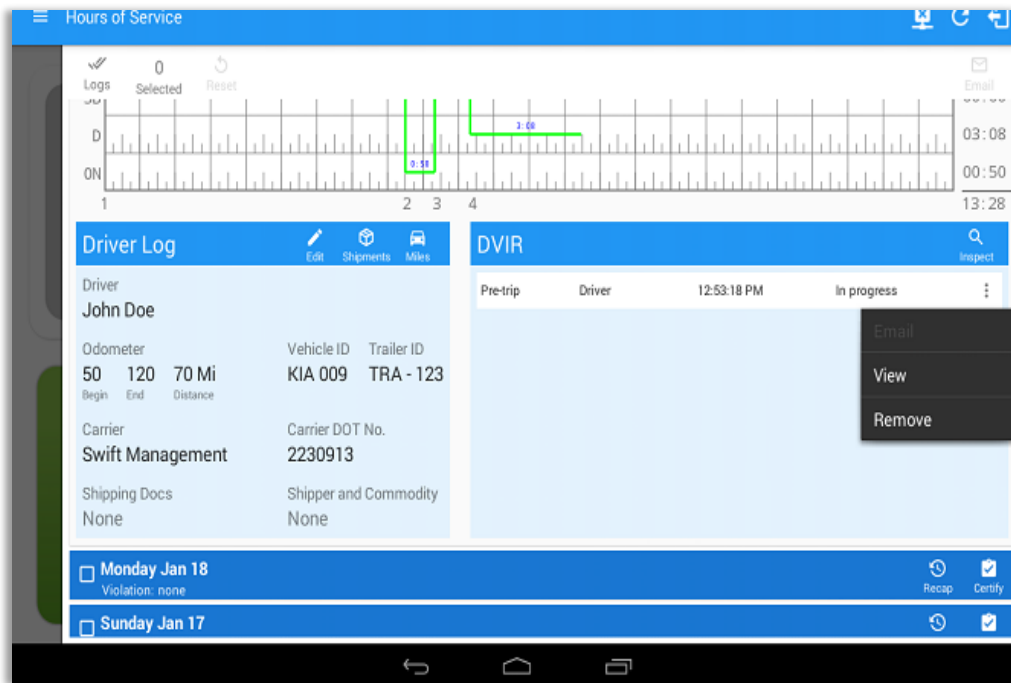 Hours of Service
Logs
0
Selected
Reset
Email
D
3:08
03:08
ON
0:50
00:50
1 2 3 4 13:28
Driver Log Edit Shipments Miles
Driver
John Doe
Odometer Vehicle ID Trailer ID
50 120 70 Mi KIA 009 TRA - 123
Begin End Distance
Carrier Carrier DOT No.
Swift Management 2230913
Shipping Docs Shipper and Commodity
None None
DVIR Inspect
Pre-trip Driver 12:53:18 PM In progress
Email
View
Remove
Monday Jan 18
Violation: none
Recap Certify
Sunday Jan 17